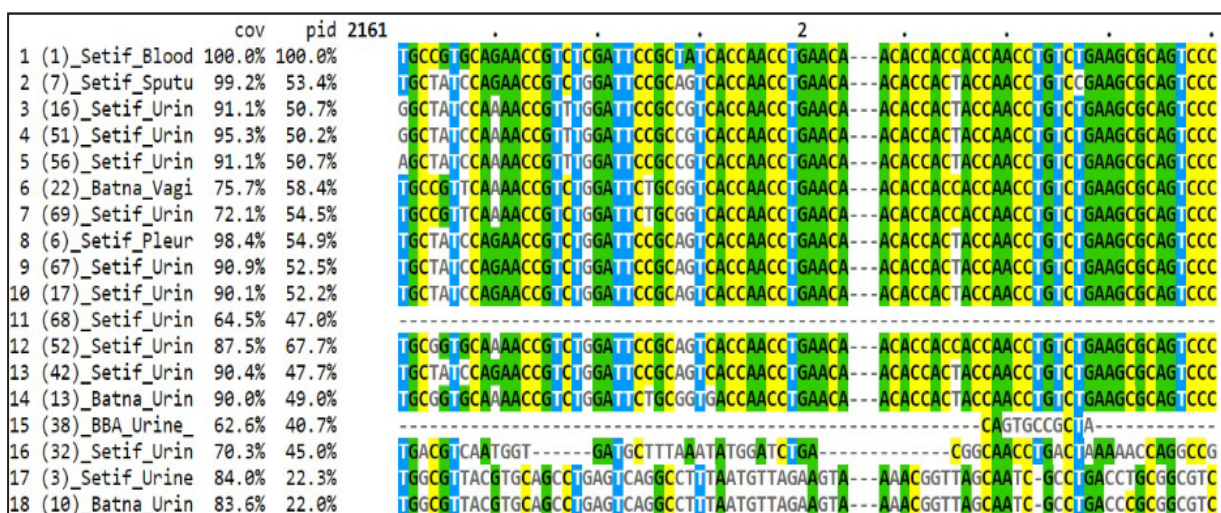 cov pid 2161 . . . 2 . . . .
1 (1)_Setif_Blood 100.0% 100.0% TGCCGTGCAGAACCGTCTCGATTCCGCTATCACCAACCTGAACA---ACACCACCACCAACCTGTCTGAAGCGCAGTCCC
2 (7)_Setif_Sputu 99.2% 53.4% TGCTATCCAGAACCGTCTGGATTCCGCAGTCACCAACCTGAACA---ACACCACTACCAACCTGTCCGAAGCGCAGTCCC
3 (16)_Setif_Urin 91.1% 50.7% GGCTATCCAAAACCGTTTGGATTCCGCCGTCACCAACCTGAACA---ACACCACTACCAACCTGTCTGAAGCGCAGTCCC
4 (51)_Setif_Urin 95.3% 50.2% GGCTATCCAAAACCGTTTGGATTCCGCCGTCACCAACCTGAACA---ACACCACTACCAACCTGTCTGAAGCGCAGTCCC
5 (56)_Setif_Urin 91.1% 50.7% AGCTATCCAAAACCGTTTGGATTCCGCCGTCACCAACCTGAACA---ACACCACTACCAACCTGTCTGAAGCGCAGTCCC
6 (22)_Batna_Vagi 75.7% 58.4% TGCCGTTCAAAACCGTCTGGATTCTGCGGTCACCAACCTGAACA---ACACCACCACCAACCTGTCTGAAGCGCAGTCCC
7 (69)_Setif_Urin 72.1% 54.5% TGCCGTTCAAAACCGTCTGGATTCTGCGGTCACCAACCTGAACA---ACACCACCACCAACCTGTCTGAAGCGCAGTCCC
8 (6)_Setif_Pleur 98.4% 54.9% TGCTATCCAGAACCGTCTGGATTCCGCAGTCACCAACCTGAACA---ACACCACTACCAACCTGTCTGAAGCGCAGTCCC
9 (67)_Setif_Urin 90.9% 52.5% TGCTATCCAGAACCGTCTGGATTCCGCAGTCACCAACCTGAACA---ACACCACTACCAACCTGTCTGAAGCGCAGTCCC
10 (17)_Setif_Urin 90.1% 52.2% TGCTATCCAGAACCGTCTGGATTCCGCAGTCACCAACCTGAACA---ACACCACTACCAACCTGTCTGAAGCGCAGTCCC
11 (68)_Setif_Urin 64.5% 47.0% --------------------------------------------------------------------------------
12 (52)_Setif_Urin 87.5% 67.7% TGCGGTGCAAAACCGTCTGGATTCCGCAGTCACCAACCTGAACA---ACACCACCACCAACCTGTCTGAAGCGCAGTCCC
13 (42)_Setif_Urin 90.4% 47.7% TGCTATCCAGAACCGTCTGGATTCCGCAGTCACCAACCTGAACA---ACACCACTACCAACCTGTCTGAAGCGCAGTCCC
14 (13)_Batna_Urin 90.0% 49.0% TGCGGTGCAAAACCGTCTGGATTCTGCGGTGACCAACCTGAACA---ACACCACTACCAACCTGTCTGAAGCGCAGTCCC
15 (38)_BBA_Urine_ 62.6% 40.7% ---------------------------------------------------------CAGTGCCGCTA------------
16 (32)_Setif_Urin 70.3% 45.0% TGACGTCAATGGT------GATGCTTTAAATATGGATCTGA-------------CGGCAACCTGACTAAAAACCAGGCCG
17 (3)_Setif_Urine 84.0% 22.3% TGGCGTTACGTGCAGCCTGAGTCAGGCCTTTAATGTTAGAAGTA---AAACGGTTAGCAATC-GCCTGACCTGCGGCGTC
18 (10)_Batna_Urin 83.6% 22.0% TGGCGTTACGTGCAGCCTGAGTCAGGCCTTTAATGTTAGAAGTA---AAACGGTTAGCAATC-GCCTGACCCGCGGCGTC